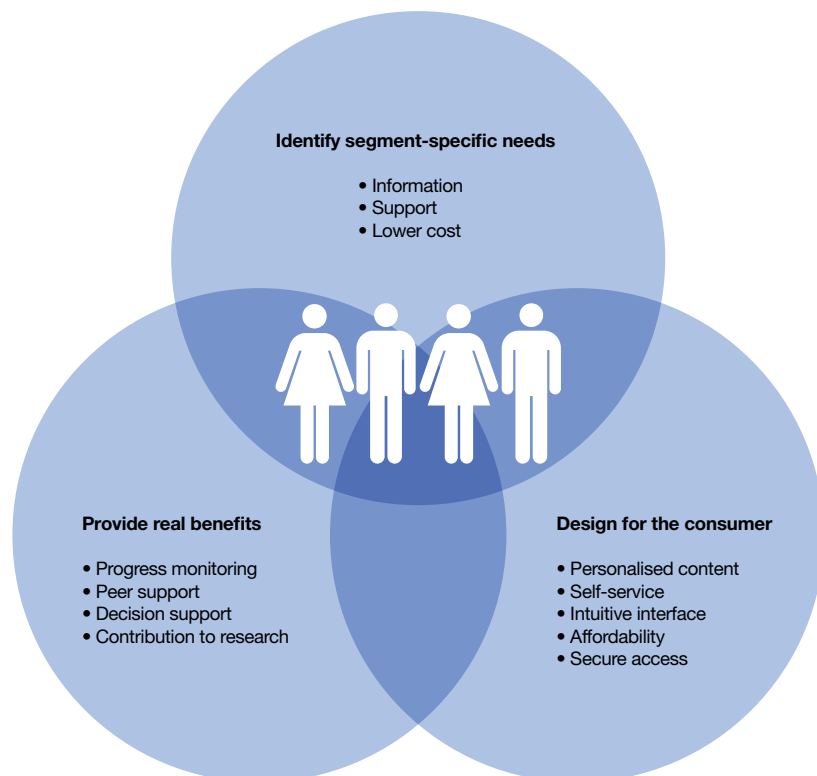 Identify segment-specific needs
• Information
• Support
• Lower cost
Provide real benefits
• Progress monitoring
• Peer support
• Decision support
• Contribution to research
Design for the consumer
• Personalised content
• Self-service
• Intuitive interface
• Affordability
• Secure access